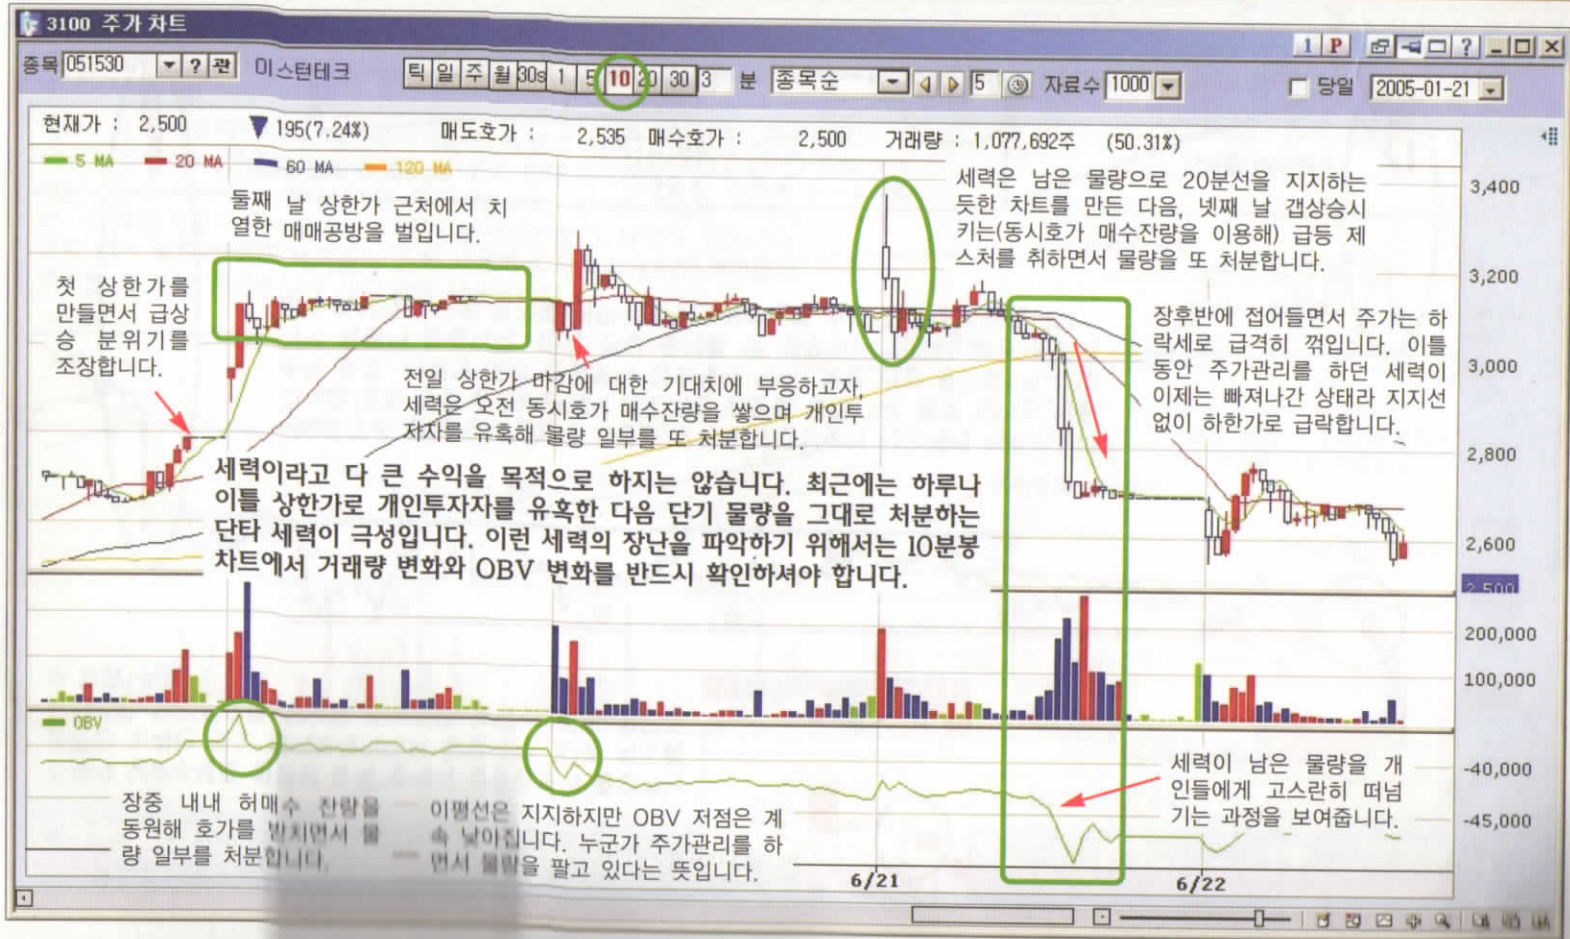 3100 주가차트
1 P ?
종목 051530 ? 관 이스턴테크 틱 일 주 월 30s 1 5 10 20 30 3 분 종목순 5 자료수 1000 당일 2005-01-21
현재가 : 2,500 ▼ 195(7.24%) 매도호가 : 2,535 매수호가 : 2,500 거래량 : 1,077,692주 (50.31%)
5 MA 20 MA 60 MA 120 MA
둘째 날 상한가 근처에서 치
열한 매매공방을 벌입니다.
세력은 남은 물량으로 20분선을 지지하는
듯한 차트를 만든 다음, 넷째 날 갭상승시
키는(동시호가 매수잔량을 이용해) 급등 제
스처를 취하면서 물량을 또 처분합니다.
첫 상한가를
만들면서 급상
승 분위기를
조장합니다.
전일 상한가 마감에 대한 기대치에 부응하고자,
세력은 오전 동시호가 매수잔량을 쌓으며 개인투
자자를 유혹해 물량 일부를 또 처분합니다.
장후반에 접어들면서 주가는 하
락세로 급격히 꺾입니다. 이틀
동안 주가관리를 하던 세력이
이제는 빠져나간 상태라 지지선
없이 하한가로 급락합니다.
세력이라고 다 큰 수익을 목적으로 하지는 않습니다. 최근에는 하루나
이틀 상한가로 개인투자자를 유혹한 다음 단기 물량을 그대로 처분하는
단타 세력이 극성입니다. 이런 세력의 장난을 파악하기 위해서는 10분봉
차트에서 거래량 변화와 OBV 변화를 반드시 확인하셔야 합니다.
3,400
3,200
3,000
2,800
2,600
2,500
200,000
100,000
OBV
-40,000
-45,000
장중 내내 허매수 잔량을
동원해 호가를 받치면서 물
량 일부를 처분합니다.
이평선은 지지하지만 OBV 저점은 계
속 낮아집니다. 누군가 주가관리를 하
면서 물량을 팔고 있다는 뜻입니다.
세력이 남은 물량을 개
인들에게 고스란히 떠넘
기는 과정을 보여줍니다.
6/21 6/22